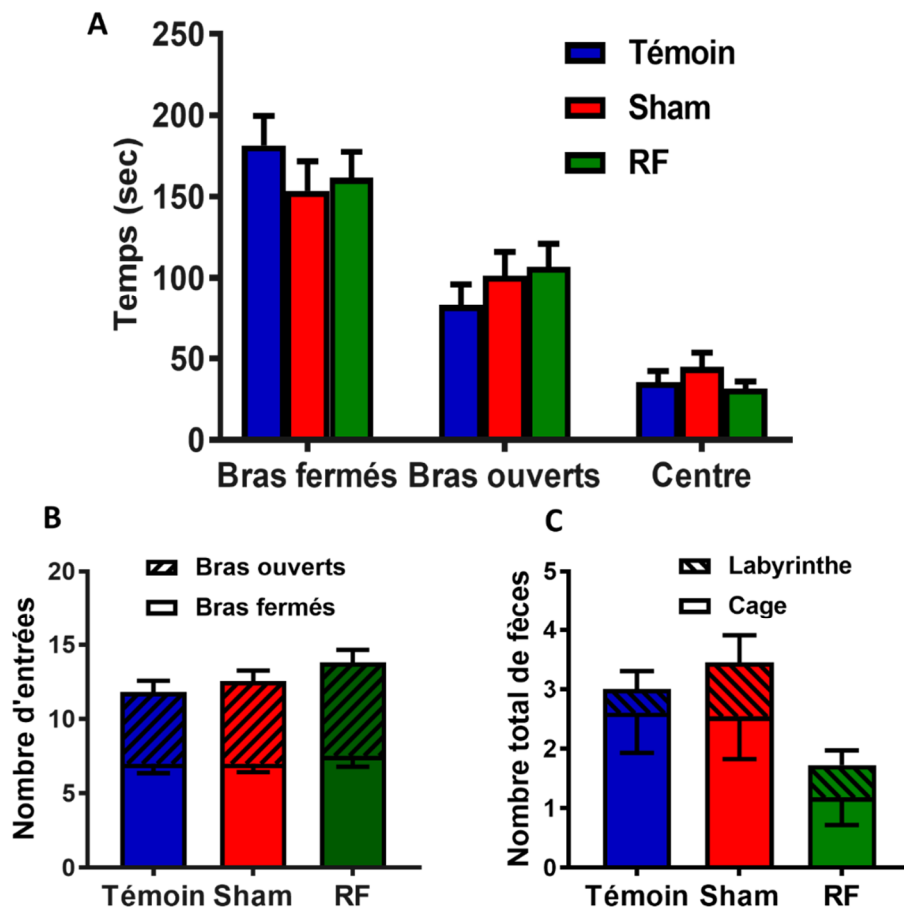 A
Temps (sec)
250
200
150
100
50
0
Témoin
Sham
RF
Bras fermés
Bras ouverts
Centre
B
Nombre d'entrées
20
15
10
5
0
Bras ouverts
Bras fermés
Témoin
Sham
RF
C
Nombre total de fèces
5
4
3
2
1
0
Labyrinthe
Cage
Témoin
Sham
RF